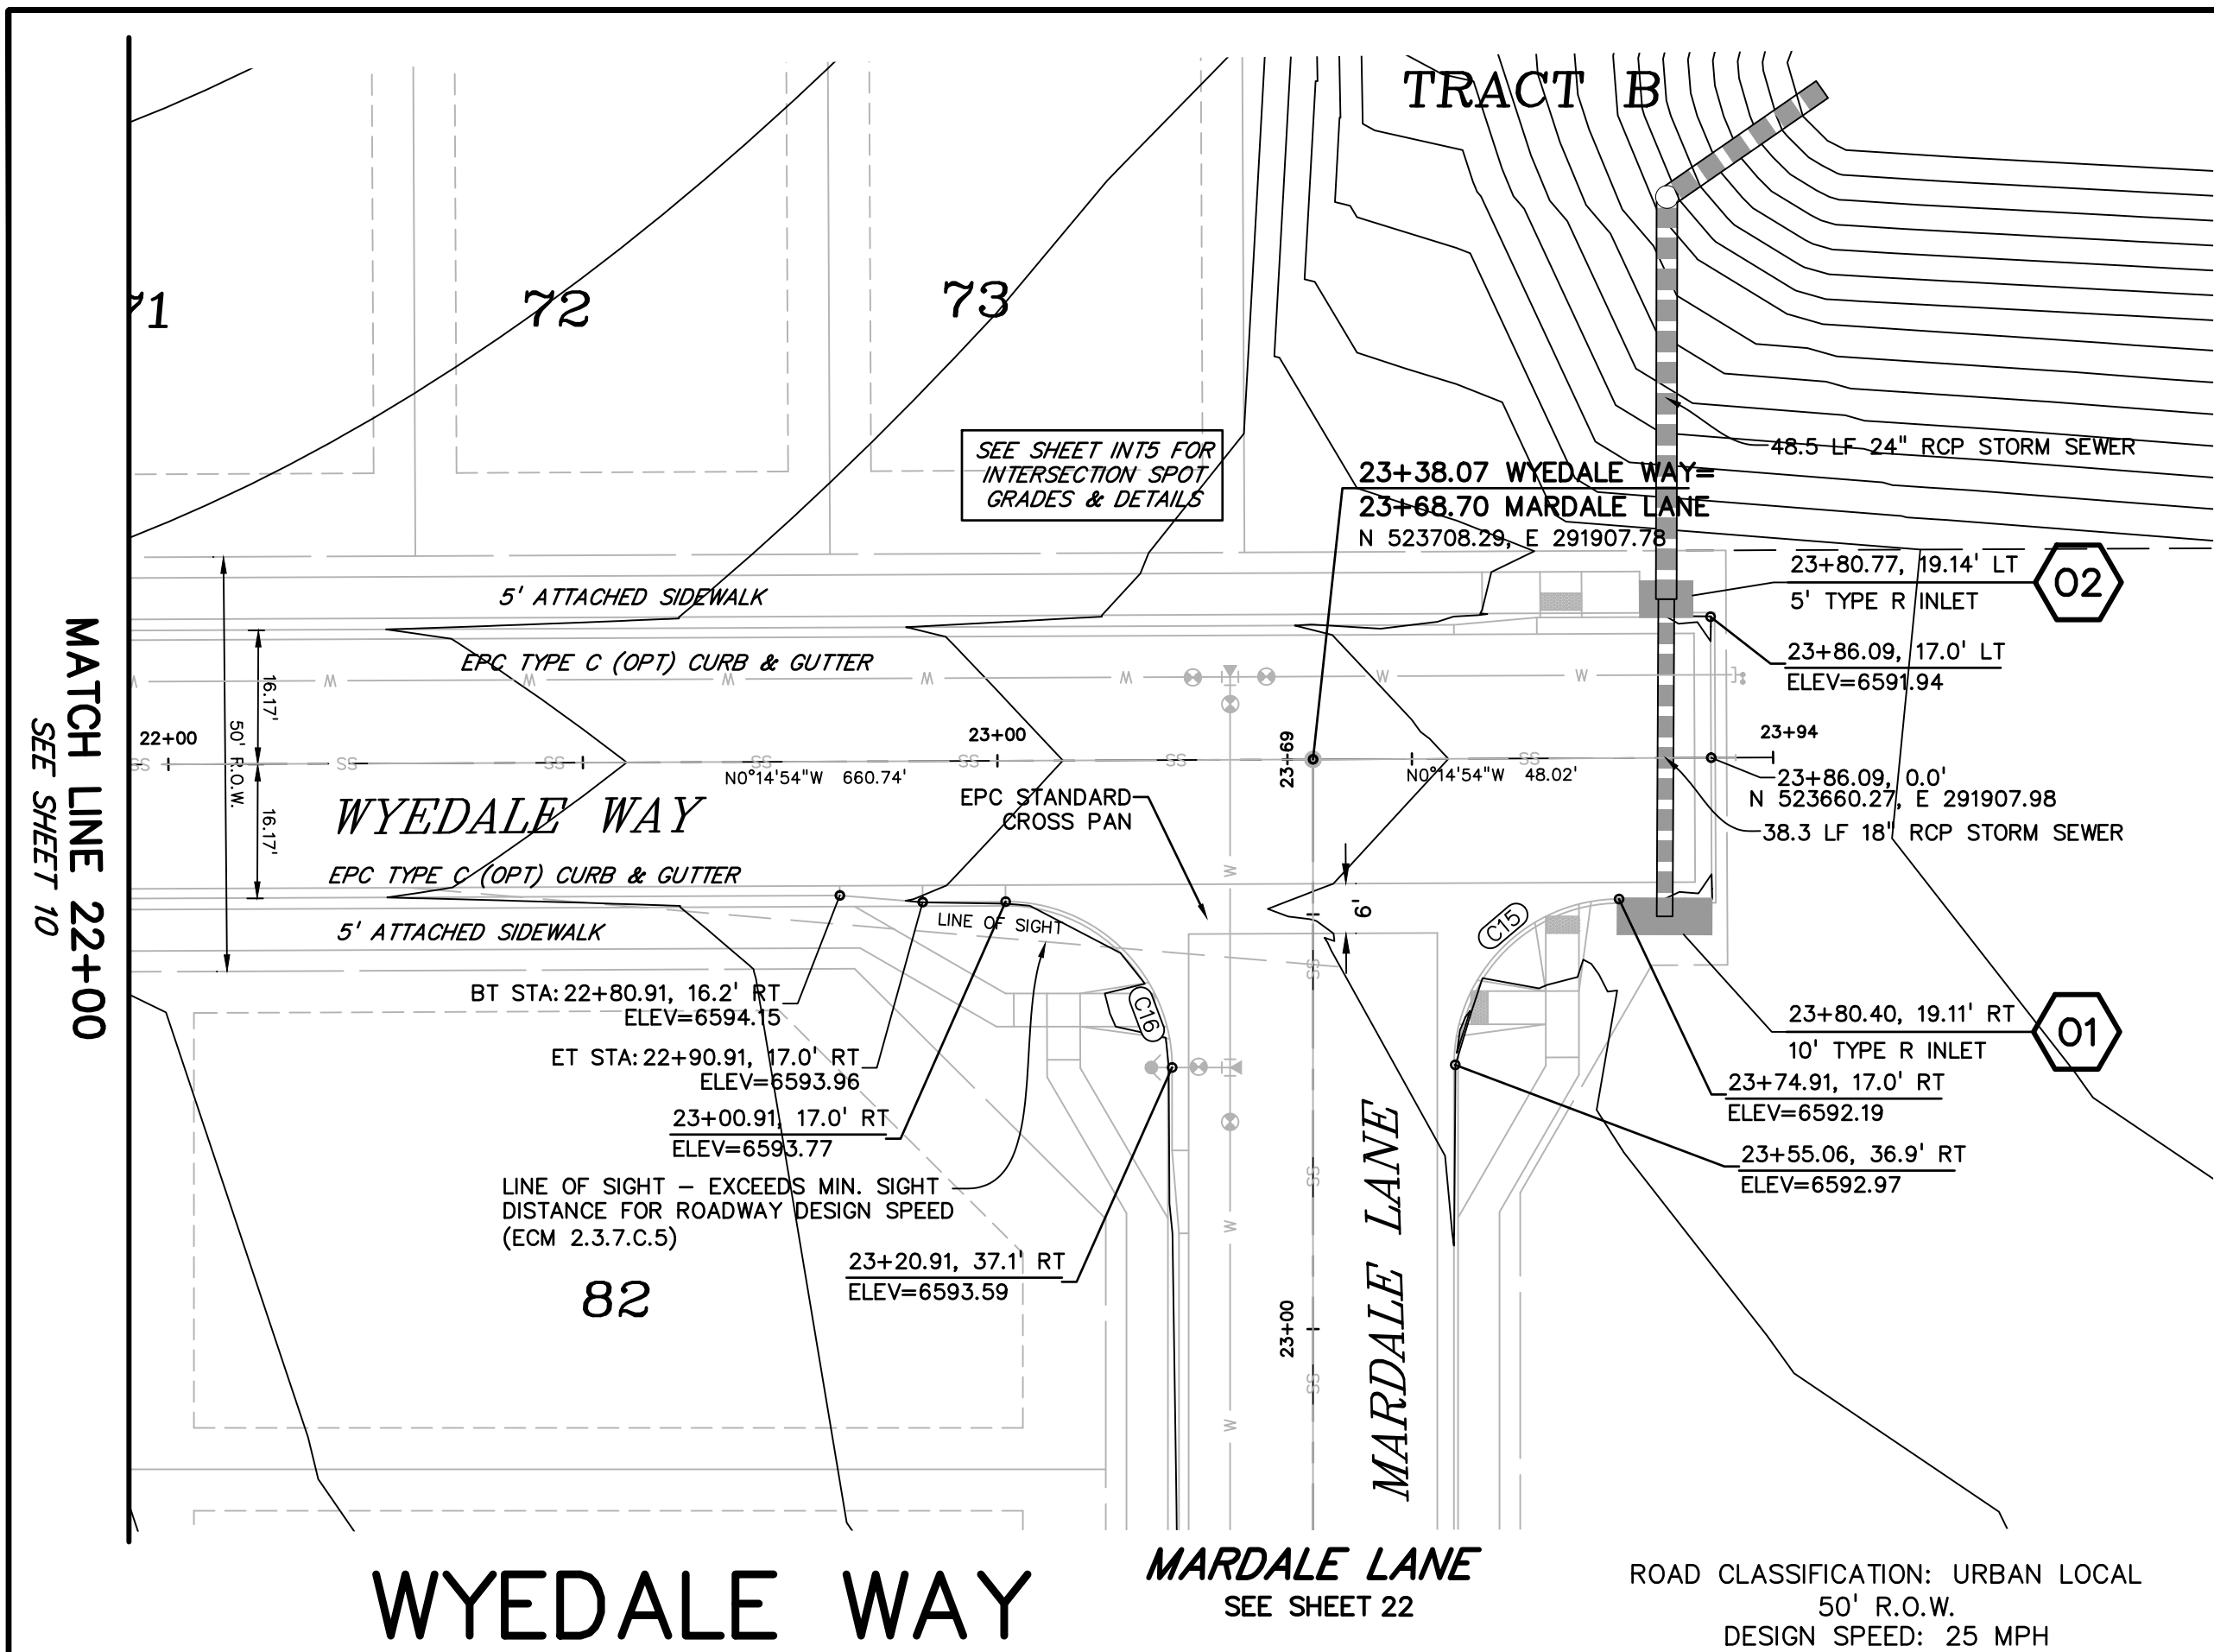 TRACT B
71
72
73
SEE SHEET INT5 FOR
INTERSECTION SPOT
GRADES & DETAILS
48.5 LF 24" RCP STORM SEWER
23+38.07 WYEDALE WAY=
23+68.70 MARDALE LANE
N 523708.29, E 291907.78
23+80.77, 19.14' LT
5' TYPE R INLET
02
5' ATTACHED SIDEWALK
EPC TYPE C (OPT) CURB & GUTTER
23+86.09, 17.0' LT
ELEV=6591.94
W W W W W W W W
16.17'
50' R.O.W.
16.17'
22+00
23+00
23+69
23+94
SS SS SS SS SS SS SS
N0°14'54"W 660.74'
N0°14'54"W 48.02'
23+86.09, 0.0'
N 523660.27, E 291907.98
38.3 LF 18" RCP STORM SEWER
WYEDALE WAY
EPC STANDARD
CROSS PAN
EPC TYPE C (OPT) CURB & GUTTER
5' ATTACHED SIDEWALK
LINE OF SIGHT
6'
C15
C16
MATCH LINE 22+00
SEE SHEET 10
BT STA: 22+80.91, 16.2' RT
ELEV=6594.15
ET STA: 22+90.91, 17.0' RT
ELEV=6593.96
23+00.91, 17.0' RT
ELEV=6593.77
LINE OF SIGHT – EXCEEDS MIN. SIGHT
DISTANCE FOR ROADWAY DESIGN SPEED
(ECM 2.3.7.C.5)
23+20.91, 37.1' RT
ELEV=6593.59
82
23+80.40, 19.11' RT
10' TYPE R INLET
01
23+74.91, 17.0' RT
ELEV=6592.19
23+55.06, 36.9' RT
ELEV=6592.97
W
W
W
SS
SS
SS
23+00
MARDALE LANE
WYEDALE WAY
MARDALE LANE
SEE SHEET 22
ROAD CLASSIFICATION: URBAN LOCAL
50' R.O.W.
DESIGN SPEED: 25 MPH